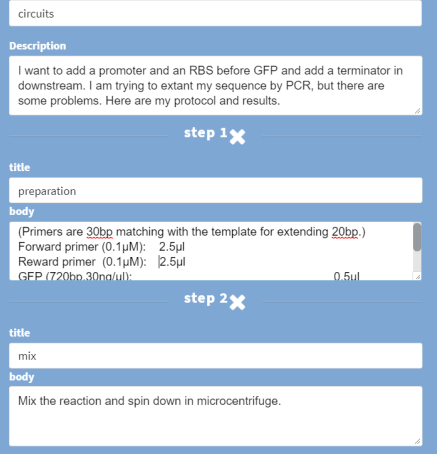 circuits
Description
I want to add a promoter and an RBS before GFP and add a terminator in
downstream. I am trying to extant my sequence by PCR, but there are
some problems. Here are my protocol and results.
step 1
title
preparation
body
(Primers are 30bp matching with the template for extending 20bp.)
Forward primer (0.1μM): 2.5μl
Reward primer (0.1μM): 2.5μl
GFP (720bp,30ng/ul): 0.5μl
step 2
title
mix
body
Mix the reaction and spin down in microcentrifuge.